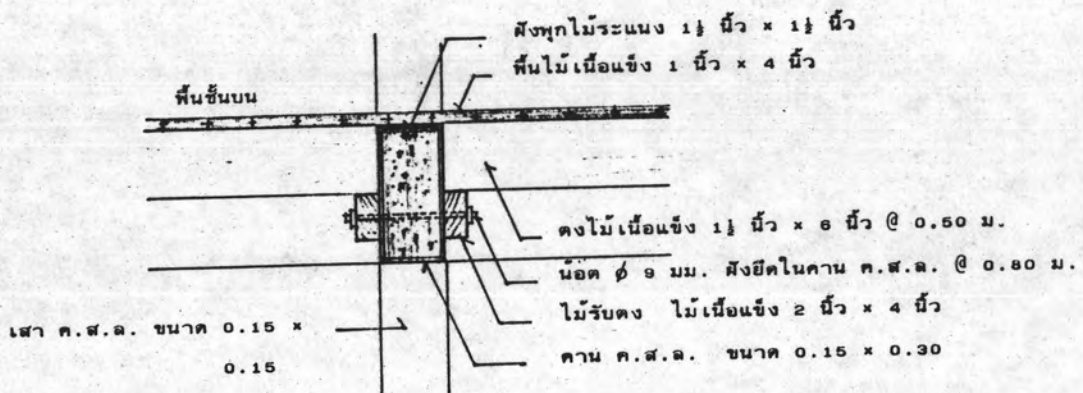 ฝังพุกไม้ระแนง 1½ นิ้ว × 1½ นิ้ว
พื้นไม้เนื้อแข็ง 1 นิ้ว × 4 นิ้ว
พื้นชั้นบน
ตงไม้เนื้อแข็ง 1½ นิ้ว × 6 นิ้ว @ 0.50 ม.
น๊อต ∅ 9 มม. ฝังยึดในคาน ค.ส.ล. @ 0.80 ม.
ไม้รับตง ไม้เนื้อแข็ง 2 นิ้ว × 4 นิ้ว
เสา ค.ส.ล. ขนาด 0.15 ×
0.15
คาน ค.ส.ล. ขนาด 0.15 × 0.30